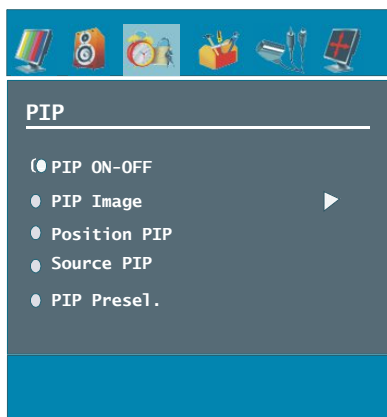 PIP
PIP ON-OFF
PIP Image
Position PIP
Source PIP
PIP Presel.